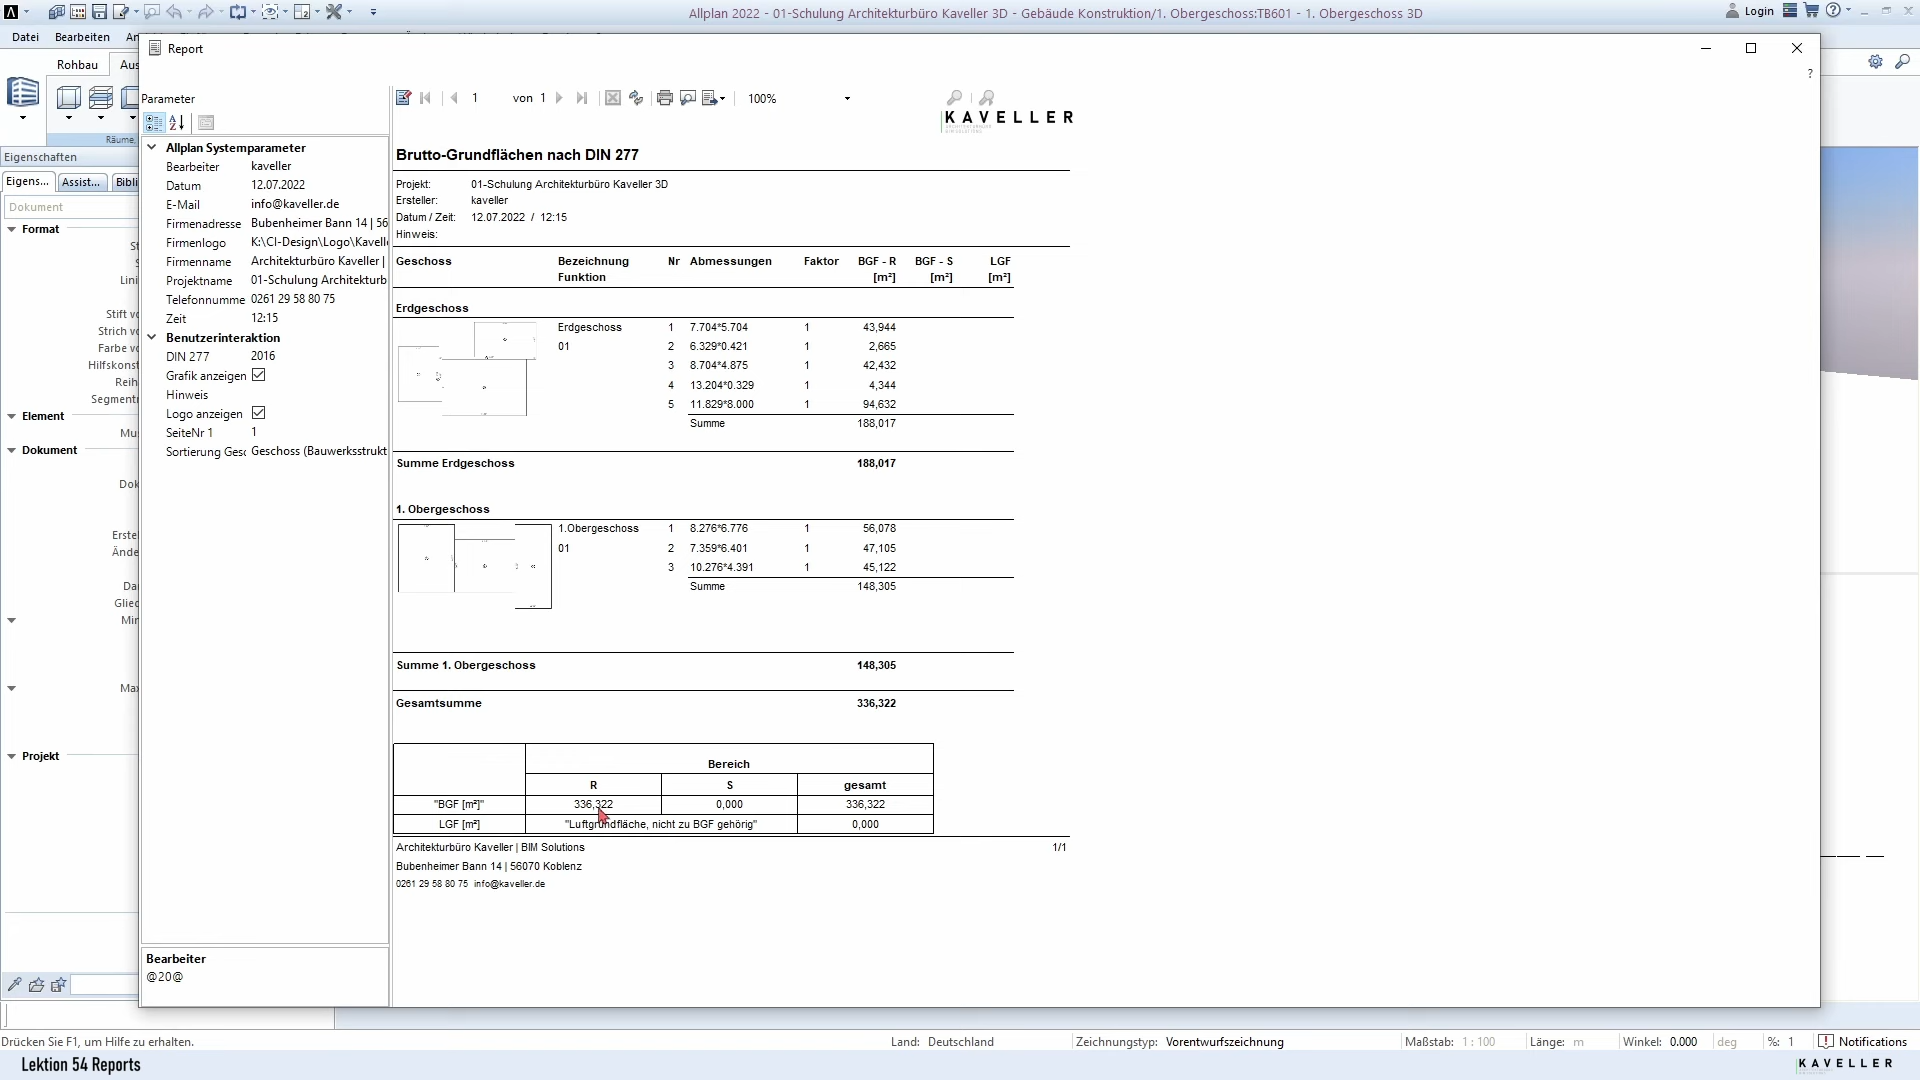 Allplan 2022 - 01-Schulung Architekturbüro Kaveller 3D - Gebäude Konstruktion/1. Obergeschoss:TB601 - 1. Obergeschoss 3D
Login
Datei Bearbeiten
Report
Rohbau
Parameter
1 von 1
100%
KAVELLER
Räume,
Eigenschaften
Eigens... Assist... Bibli
Dokument
Format
Element
Dokument
Projekt
Allplan Systemparameter
Bearbeiter kaveller
Datum 12.07.2022
E-Mail info@kaveller.de
Firmenadresse Bubenheimer Bann 14 | 56
Firmenlogo K:\CI-Design\Logo\Kavelle
Firmenname Architekturbüro Kaveller |
Projektname 01-Schulung Architekturb
Telefonnumme 0261 29 58 80 75
Zeit 12:15
Benutzerinteraktion
DIN 277 2016
Grafik anzeigen
Hinweis
Logo anzeigen
SeiteNr 1 1
Sortierung Gesc Geschoss (Bauwerksstrukt
Brutto-Grundflächen nach DIN 277
Projekt: 01-Schulung Architekturbüro Kaveller 3D
Ersteller: kaveller
Datum / Zeit: 12.07.2022 / 12:15
Hinweis:
Geschoss Bezeichnung Nr Abmessungen Faktor BGF - R BGF - S LGF
Funktion [m²] [m²] [m²]
Erdgeschoss
Erdgeschoss 1 7.704*5.704 1 43,944
01 2 6.329*0.421 1 2,665
3 8.704*4.875 1 42,432
4 13.204*0.329 1 4,344
5 11.829*8.000 1 94,632
Summe 188,017
Summe Erdgeschoss 188,017
1. Obergeschoss
1.Obergeschoss 1 8.276*6.776 1 56,078
01 2 7.359*6.401 1 47,105
3 10.276*4.391 1 45,122
Summe 148,305
Summe 1. Obergeschoss 148,305
Gesamtsumme 336,322
Bereich
R S gesamt
"BGF [m²]" 336,322 0,000 336,322
LGF [m²] "Luftgrundfläche, nicht zu BGF gehörig" 0,000
Architekturbüro Kaveller | BIM Solutions 1/1
Bubenheimer Bann 14 | 56070 Koblenz
0261 29 58 80 75 info@kaveller.de
Bearbeiter
@20@
Drücken Sie F1, um Hilfe zu erhalten.
Land: Deutschland
Zeichnungstyp: Vorentwurfszeichnung
Maßstab: 1 : 100
Länge: m
Winkel: 0.000 deg
%: 1
Notifications
Lektion 54 Reports
KAVELLER